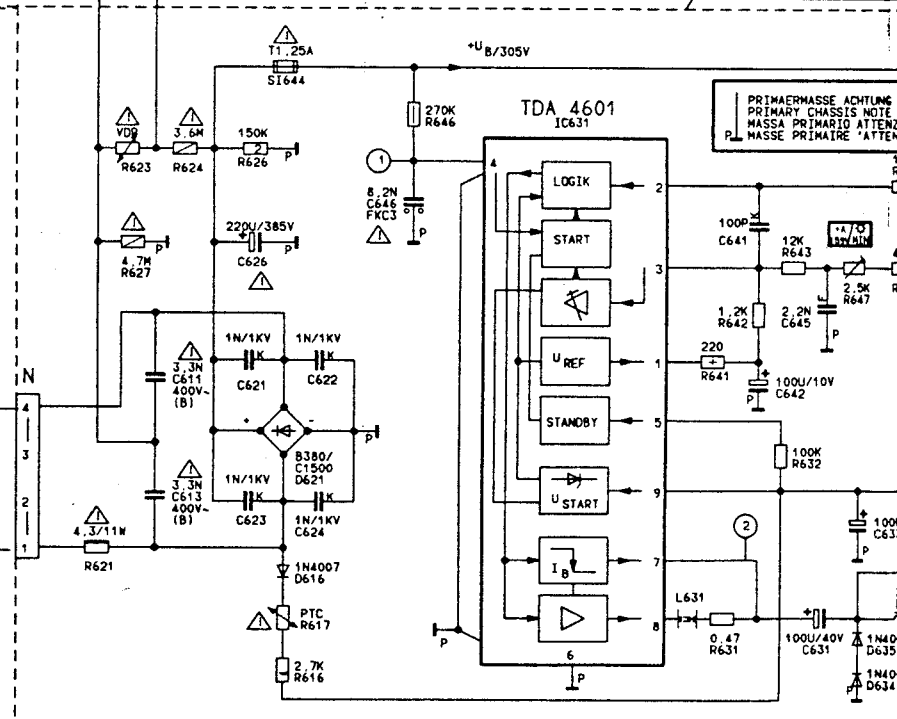 T1,25A
SI644
+U B/305V
270K
R646
TDA 4601
IC631
PRIMAERMASSE ACHTUNG
PRIMARY CHASSIS NOTE
MASSA PRIMARIO
MASSE PRIMAIRE
P
VDR
R623
3,6M
R624
150K
2
R626
P
1
8,2N
C646
FKC3
P
4
LOGIK
2
100P
K
C641
START
3
12K
R643
+A
MIN
2,5K
R647
4,7M
R627
P
220U/385V
+
C626
P
1,2K
R642
2,2N
C645
F
P
1N/1KV
K
C621
1N/1KV
K
C622
N
3,3N
C611
400V~
(B)
U REF
1
220
+
R641
+
100U/10V
C642
P
4
3
2
1
+
-
P
B380/
C1500
D621
STANDBY
5
100K
R632
3,3N
C613
400V~
(B)
1N/1KV
K
C623
K
1N/1KV
C624
U START
9
+
C633
P
4,3/11W
R621
1N4007
D616
I B
7
2
PTC
R617
P
8
L631
0,47
R631
+
100U/40V
C631
D635
D634
P
2,7K
R616
6
P